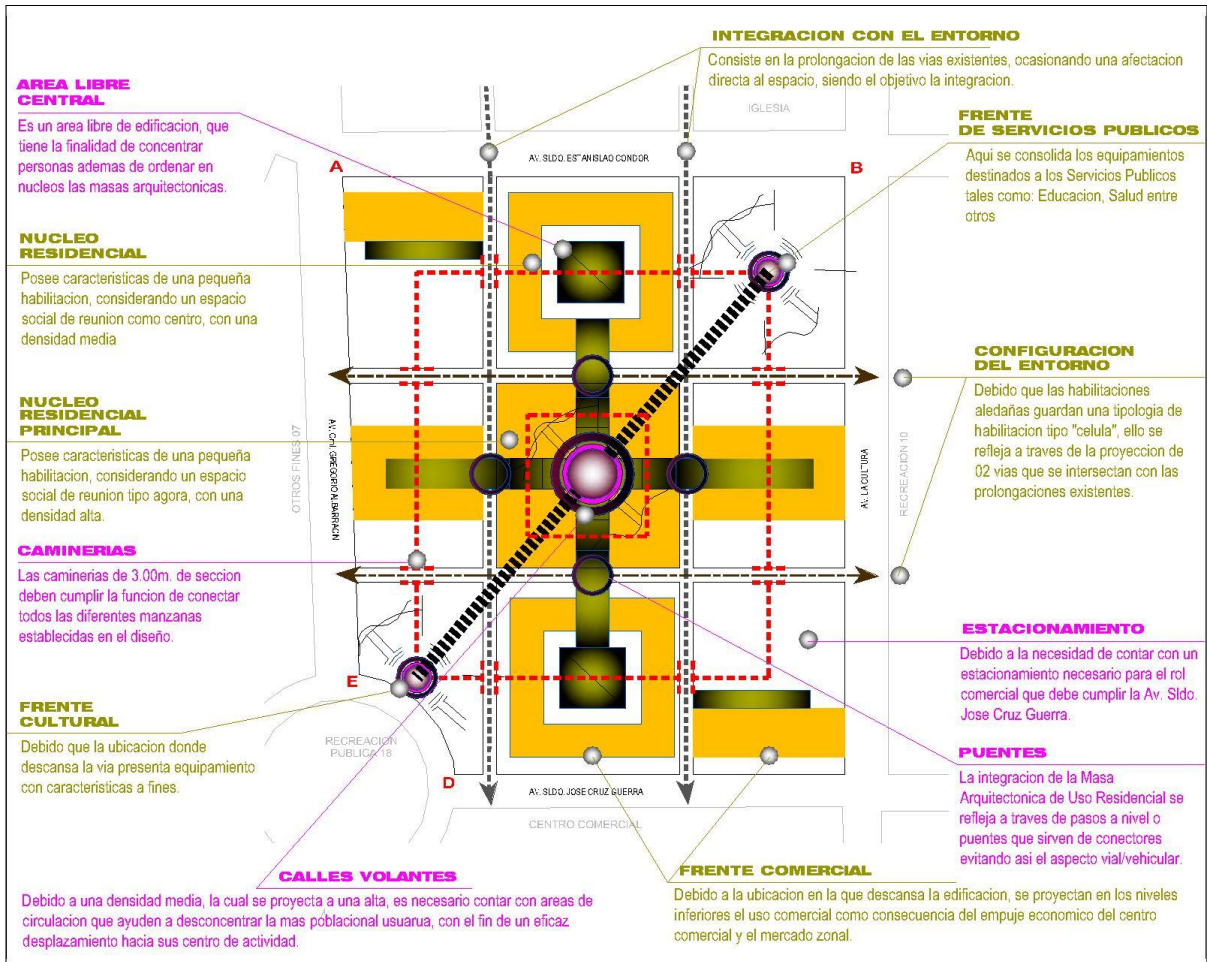 INTEGRACION CON EL ENTORNO
Consiste en la prolongacion de las vias existentes, ocasionando una afectacion
directa al espacio, siendo el objetivo la integracion.
AREA LIBRE
CENTRAL
Es un area libre de edificacion, que
tiene la finalidad de concentrar
personas ademas de ordenar en
nucleos las masas arquitectonicas.
IGLESIA
FRENTE
DE SERVICIOS PUBLICOS
Aqui se consolida los equipamientos
destinados a los Servicios Publicos
tales como: Educacion, Salud entre
otros
AV. SLDO. ESTANISLAO CONDOR
A
B
NUCLEO
RESIDENCIAL
Posee caracteristicas de una pequeña
habilitacion, considerando un espacio
social de reunion como centro, con una
densidad media
CONFIGURACION
DEL ENTORNO
Debido que las habilitaciones
aledañas guardan una tipologia de
habilitacion tipo "celula", ello se
refleja a traves de la proyeccion de
02 vias que se intersectan con las
prolongaciones existentes.
NUCLEO
RESIDENCIAL
PRINCIPAL
Posee caracteristicas de una pequeña
habilitacion, considerando un espacio
social de reunion tipo agora, con una
densidad alta.
OTROS FINES 07
AV. Cnl. GREGORIO ALBARRACIN
AV. LA CULTURA
RECREACION 10
CAMINERIAS
Las caminerias de 3.00m. de seccion
deben cumplir la funcion de conectar
todos las diferentes manzanas
establecidas en el diseño.
ESTACIONAMIENTO
Debido a la necesidad de contar con un
estacionamiento necesario para el rol
comercial que debe cumplir la Av. Sldo.
Jose Cruz Guerra.
E
FRENTE
CULTURAL
Debido que la ubicacion donde
descansa la via presenta equipamiento
con caracteristicas a fines.
RECREACION
PUBLICA 18
D
AV. SLDO. JOSE CRUZ GUERRA
CENTRO COMERCIAL
PUENTES
La integracion de la Masa
Arquitectonica de Uso Residencial se
refleja a traves de pasos a nivel o
puentes que sirven de conectores
evitando asi el aspecto vial/vehicular.
CALLES VOLANTES
Debido a una densidad media, la cual se proyecta a una alta, es necesario contar con areas de
circulacion que ayuden a desconcentrar la mas poblacional usuarua, con el fin de un eficaz
desplazamiento hacia sus centro de actividad.
FRENTE COMERCIAL
Debido a la ubicacion en la que descansa la edificacion, se proyectan en los niveles
inferiores el uso comercial como consecuencia del empuje economico del centro
comercial y el mercado zonal.